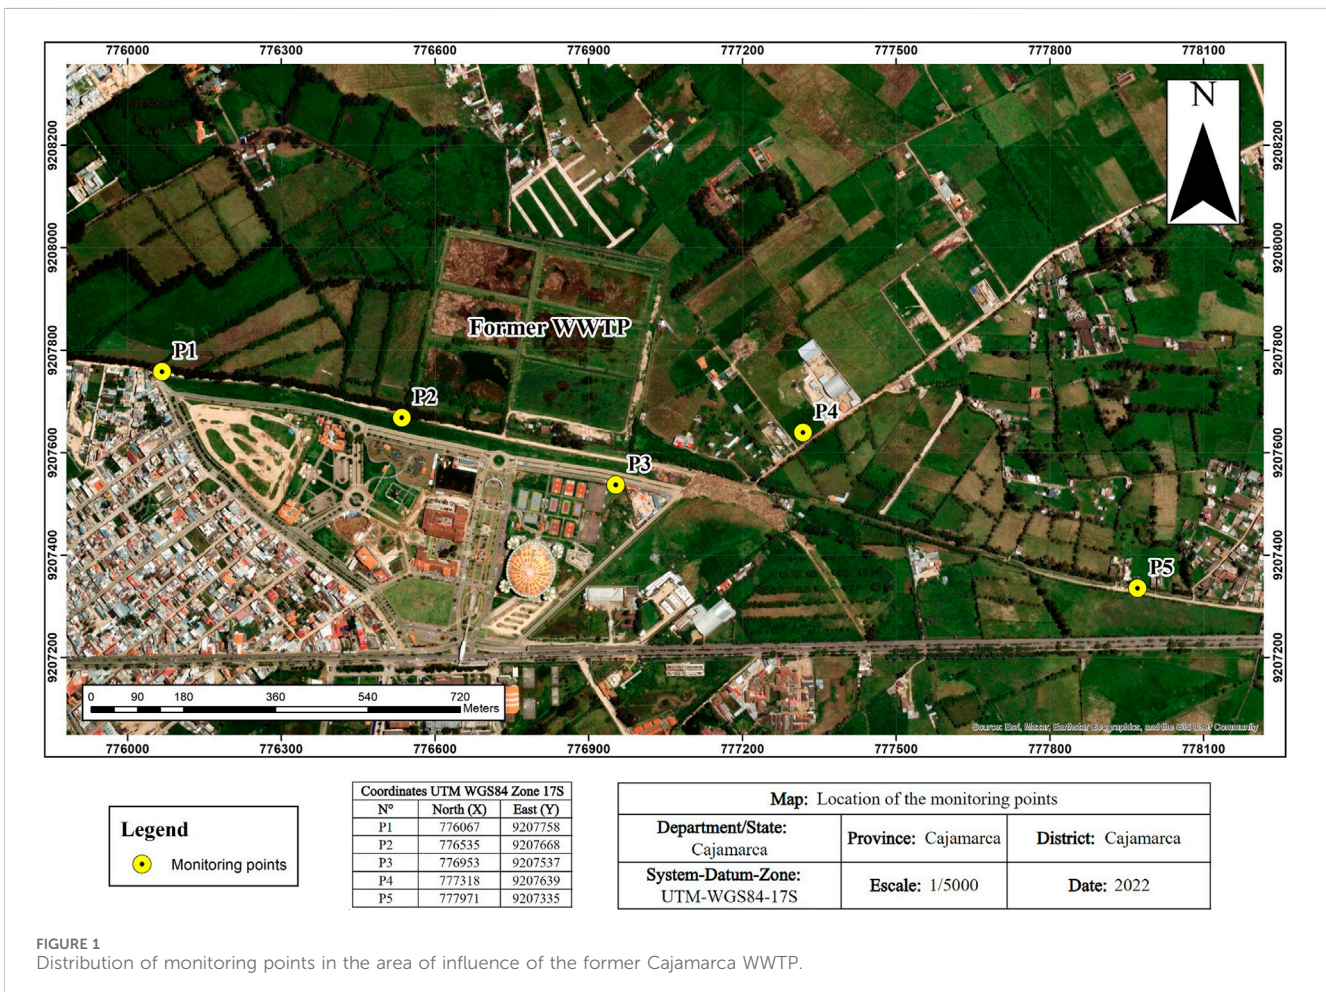 776000 776300 776600 776900 777200 777500 777800 778100
9208200 9208200
9208000 9208000
9207800 9207800
9207600 9207600
9207400 9207400
9207200 9207200
N
Former WWTP
P1
P2
P3
P4
P5
0 90 180 360 540 720
Meters
Source: Esri, Maxar, Earthstar Geographics, and the GIS User Community
776000 776300 776600 776900 777200 777500 777800 778100
Legend
Monitoring points
Coordinates UTM WGS84 Zone 17S
N° North (X) East (Y)
P1 776067 9207758
P2 776535 9207668
P3 776953 9207537
P4 777318 9207639
P5 777971 9207335
Map: Location of the monitoring points
Department/State: Cajamarca
Province: Cajamarca
District: Cajamarca
System-Datum-Zone: UTM-WGS84-17S
Escale: 1/5000
Date: 2022
FIGURE 1
Distribution of monitoring points in the area of influence of the former Cajamarca WWTP.